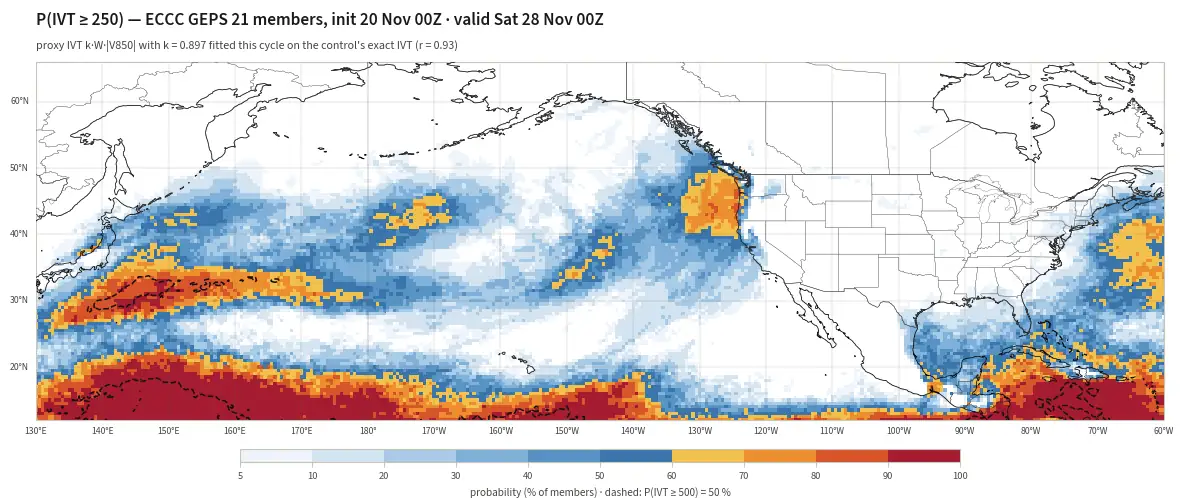 P(IVT ≥ 250) — ECCC GEPS 21 members, init 20 Nov 00Z · valid Sat 28 Nov 00Z
proxy IVT k·W·|V850| with k = 0.897 fitted this cycle on the control's exact IVT (r = 0.93)
60°N
50°N
40°N
30°N
20°N
130°E 140°E 150°E 160°E 180° 170°W 160°W 150°W 140°W 130°W 120°W 110°W 100°W 90°W 80°W 70°W 60°W
5 10 20 30 40 50 60 70 80 90 100
probability (% of members) · dashed: P(IVT ≥ 500) = 50 %